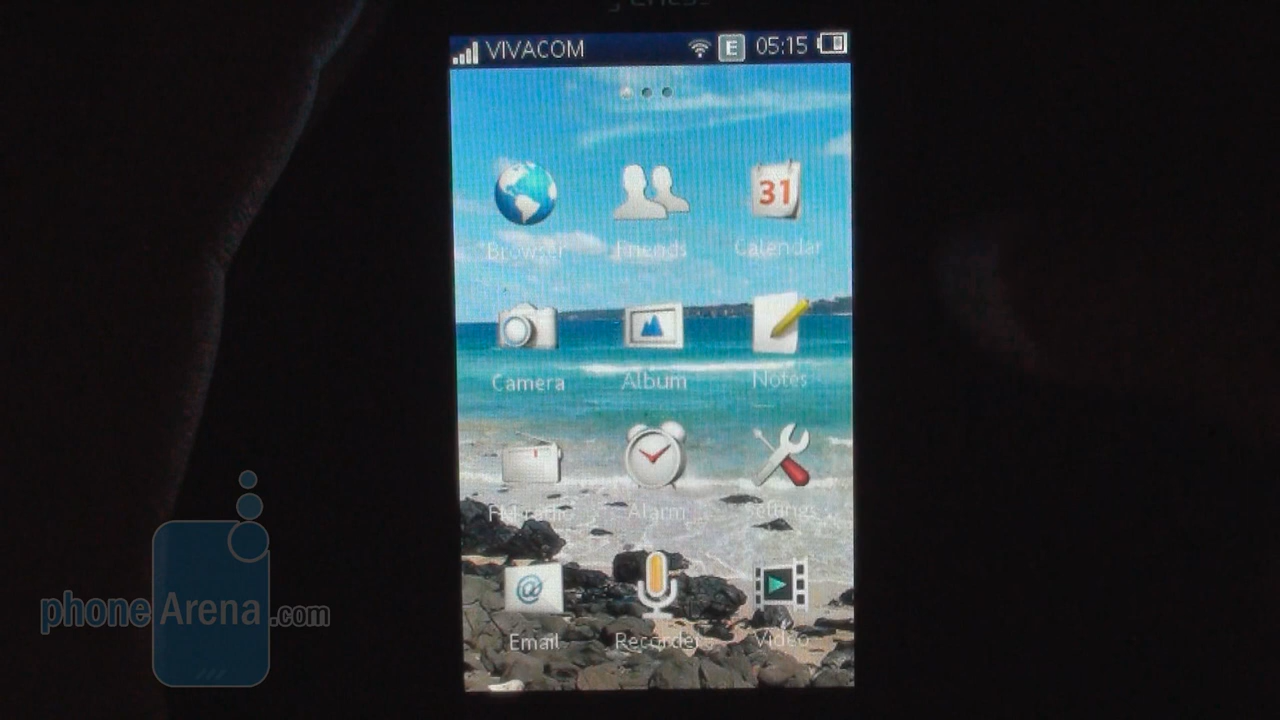 VIVACOM E 05:15
31
Browser Friends Calendar
Camera Album Notes
FM radio Alarm Settings
Email Recorder Video
phoneArena.com